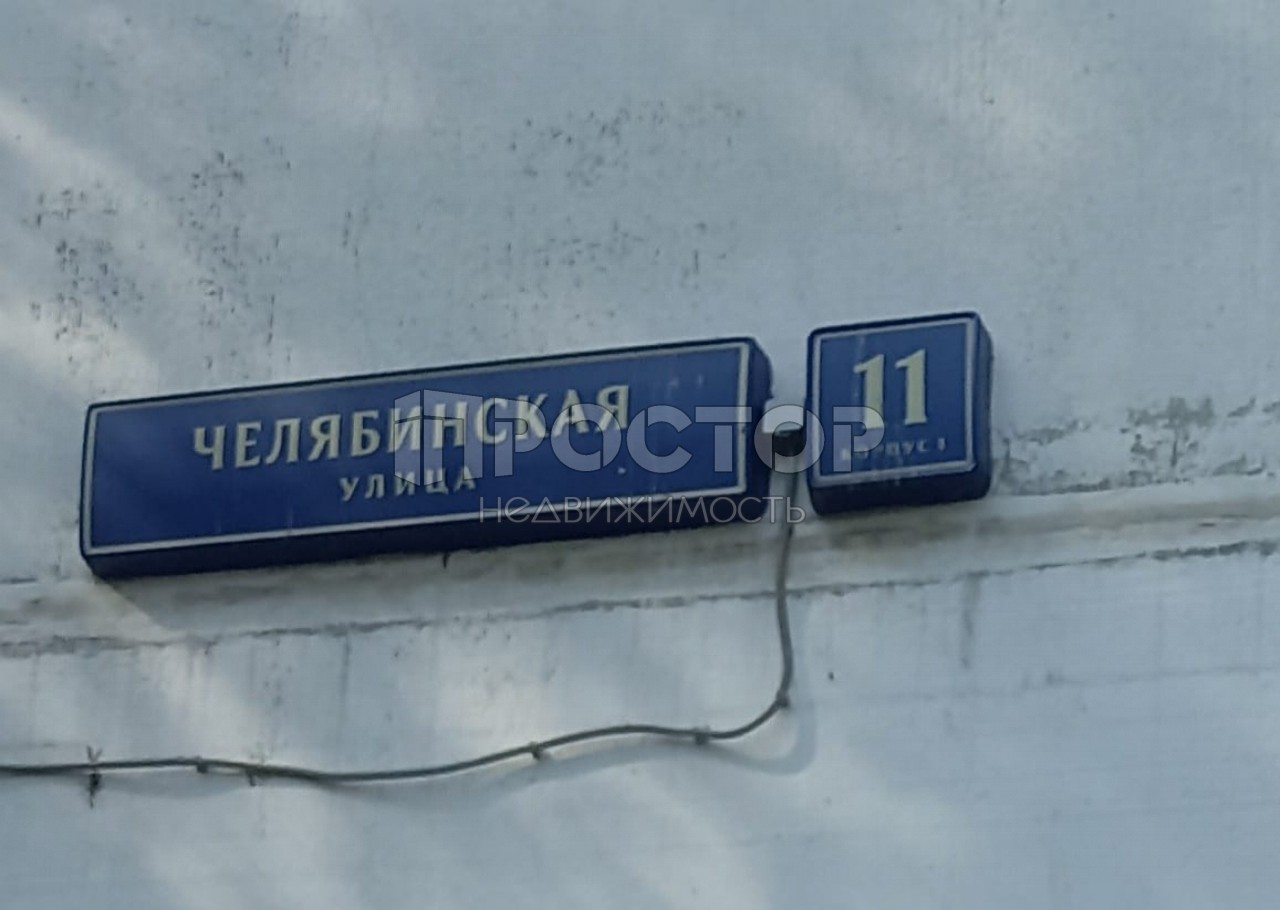 ЧЕЛЯБИНСКАЯ
УЛИЦА
11
КОРПУС 1
ПРОСТОР
НЕДВИЖИМОСТЬ